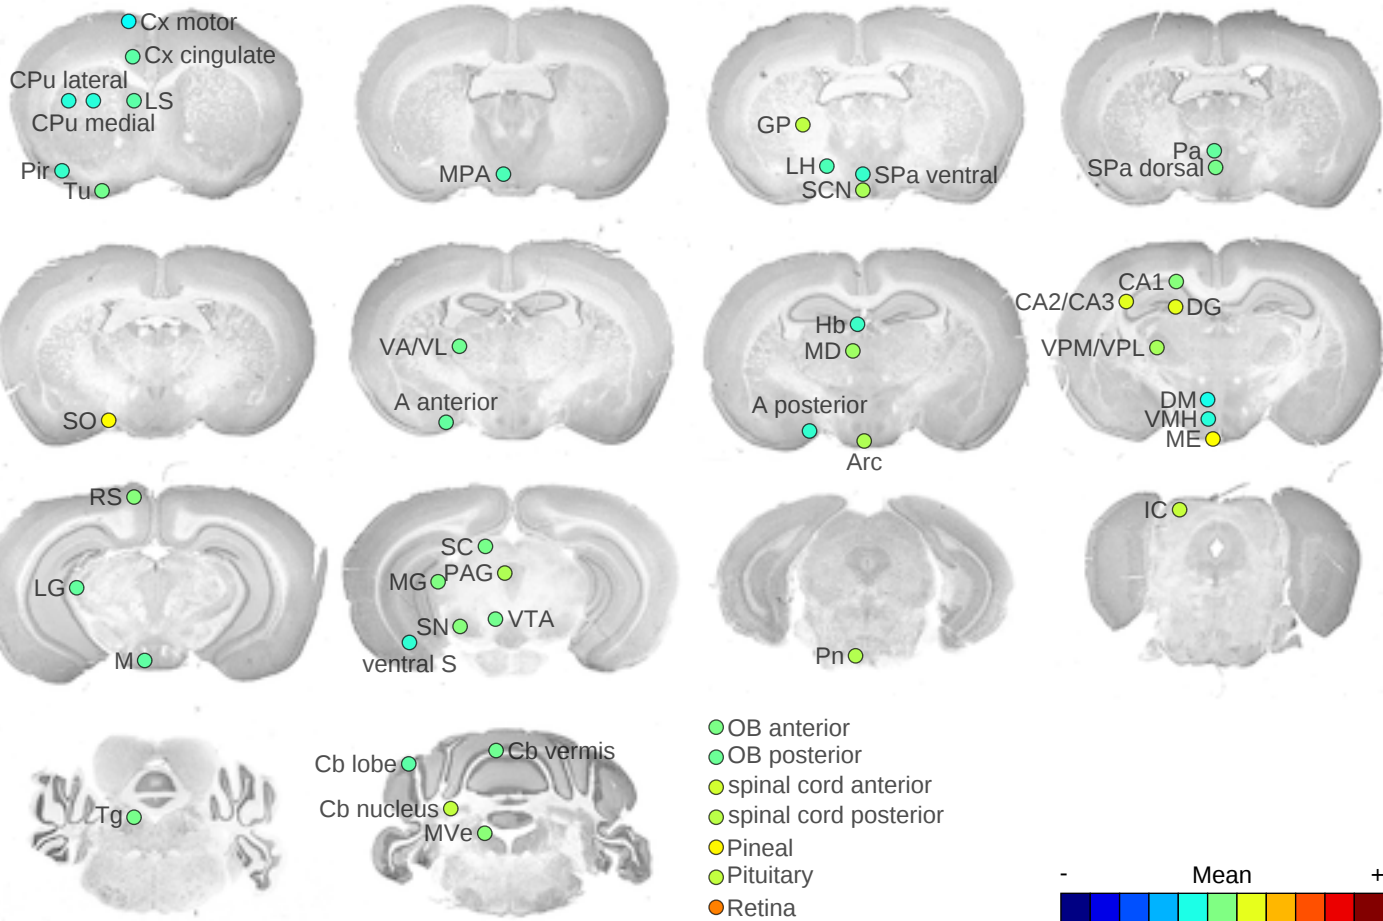 Cx motor
Cx cingulate
CPu lateral
LS
CPu medial
Pir
Tu
MPA
GP
LH
SPa ventral
SCN
Pa
SPa dorsal
SO
VA/VL
A anterior
Hb
MD
A posterior
Arc
CA1
CA2/CA3
DG
VPM/VPL
DM
VMH
ME
RS
LG
M
SC
PAG
MG
VTA
SN
ventral S
Pn
IC
Tg
Cb vermis
Cb lobe
Cb nucleus
MVe
OB anterior
OB posterior
spinal cord anterior
spinal cord posterior
Pineal
Pituitary
Retina
- Mean +